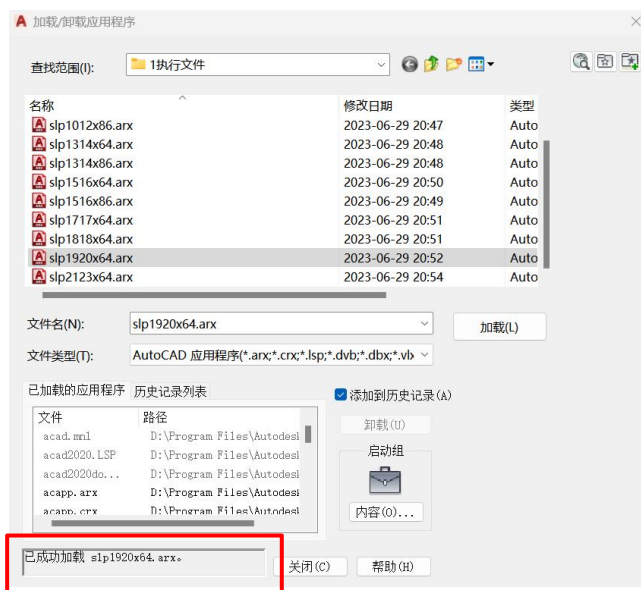 加载/卸载应用程序
查找范围(I): 1执行文件
名称 修改日期 类型
slp1012x86.arx 2023-06-29 20:47 Auto
slp1314x64.arx 2023-06-29 20:48 Auto
slp1314x86.arx 2023-06-29 20:48 Auto
slp1516x64.arx 2023-06-29 20:50 Auto
slp1516x86.arx 2023-06-29 20:49 Auto
slp1717x64.arx 2023-06-29 20:51 Auto
slp1818x64.arx 2023-06-29 20:51 Auto
slp1920x64.arx 2023-06-29 20:52 Auto
slp2123x64.arx 2023-06-29 20:54 Auto
文件名(N): slp1920x64.arx 加载(L)
文件类型(T): AutoCAD 应用程序(*.arx;*.crx;*.lsp;*.dvb;*.dbx;*.vlx
已加载的应用程序 历史记录列表 添加到历史记录(A)
文件 路径 卸载(U)
acad.mnl D:\Program Files\Autodesk
acad2020.LSP D:\Program Files\Autodesk 启动组
acad2020do... D:\Program Files\Autodesk
acapp.arx D:\Program Files\Autodesk
acapp.crx D:\Program Files\Autodesk 内容(O)...
已成功加载 slp1920x64.arx。 关闭(C) 帮助(H)